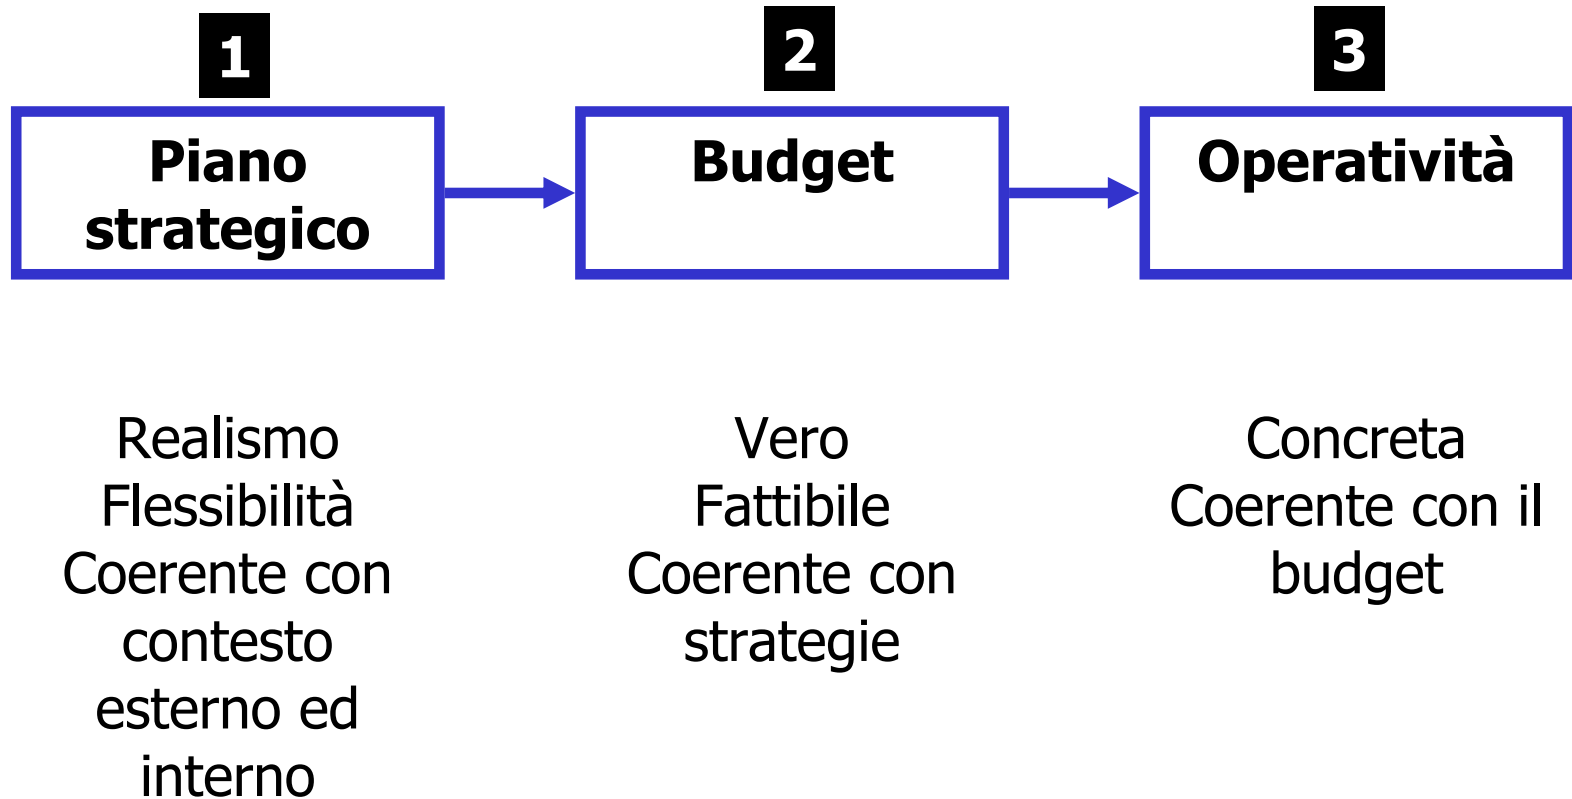 1
Piano
strategico
Realismo
Flessibilità
Coerente con
contesto
esterno ed
interno
2
Budget
Vero
Fattibile
Coerente con
strategie
3
Operatività
Concreta
Coerente con il
budget